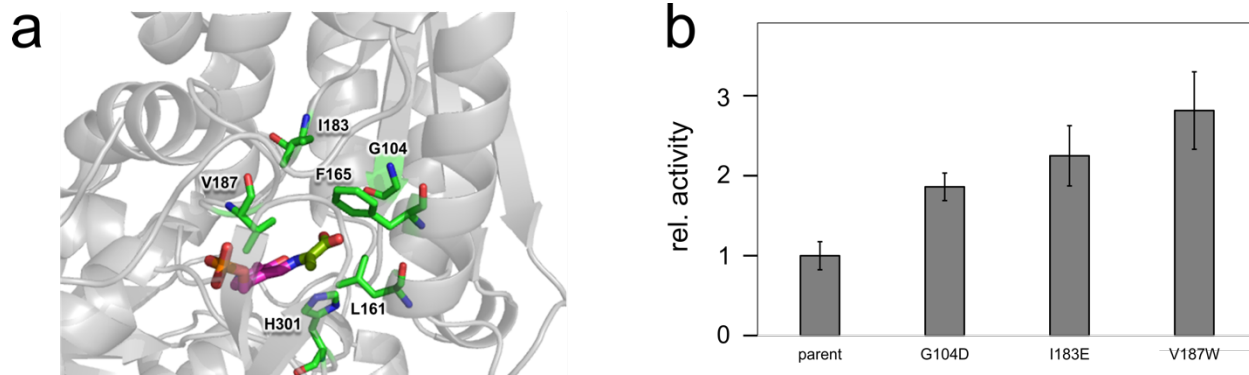 a
I183
G104
F165
V187
L161
H301
b
rel. activity
3
2
1
0
parent
G104D
I183E
V187W